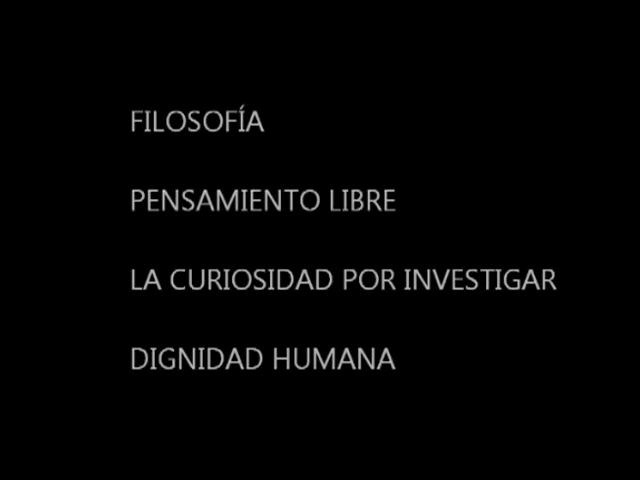 FILOSOFÍA
PENSAMIENTO LIBRE
LA CURIOSIDAD POR INVESTIGAR
DIGNIDAD HUMANA